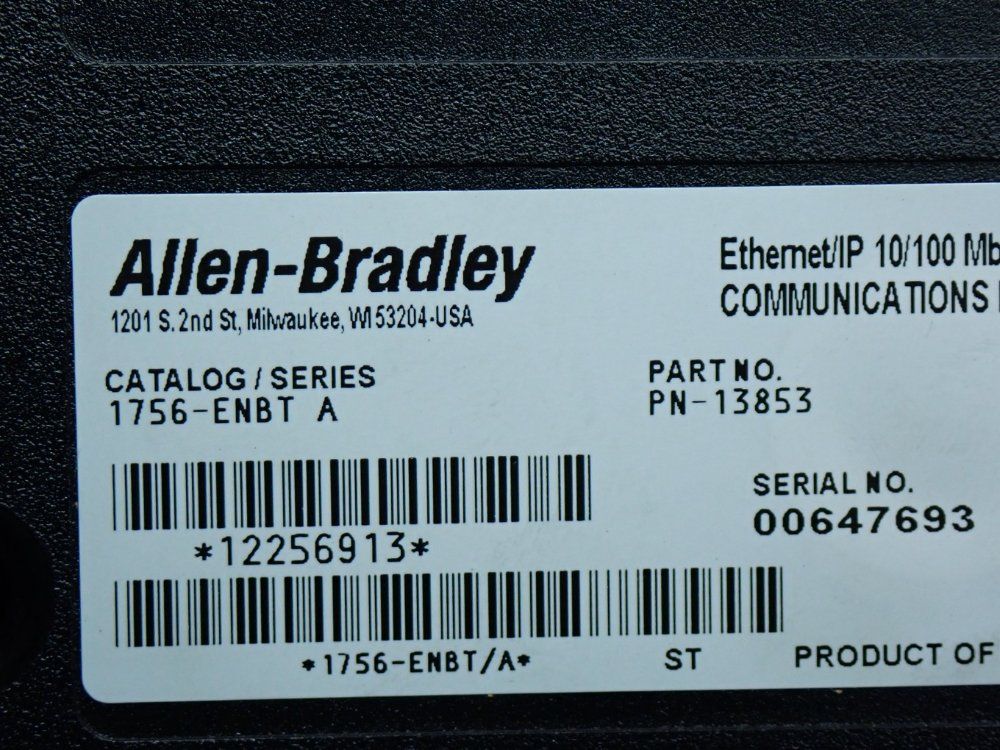 Allen-Bradley
1201 S. 2nd St, Milwaukee, WI 53204-USA
Ethernet/IP 10/100 Mb
COMMUNICATIONS
CATALOG / SERIES
1756-ENBT A
PART NO.
PN-13853
SERIAL NO.
00647693
*12256913*
*1756-ENBT/A*
ST
PRODUCT OF